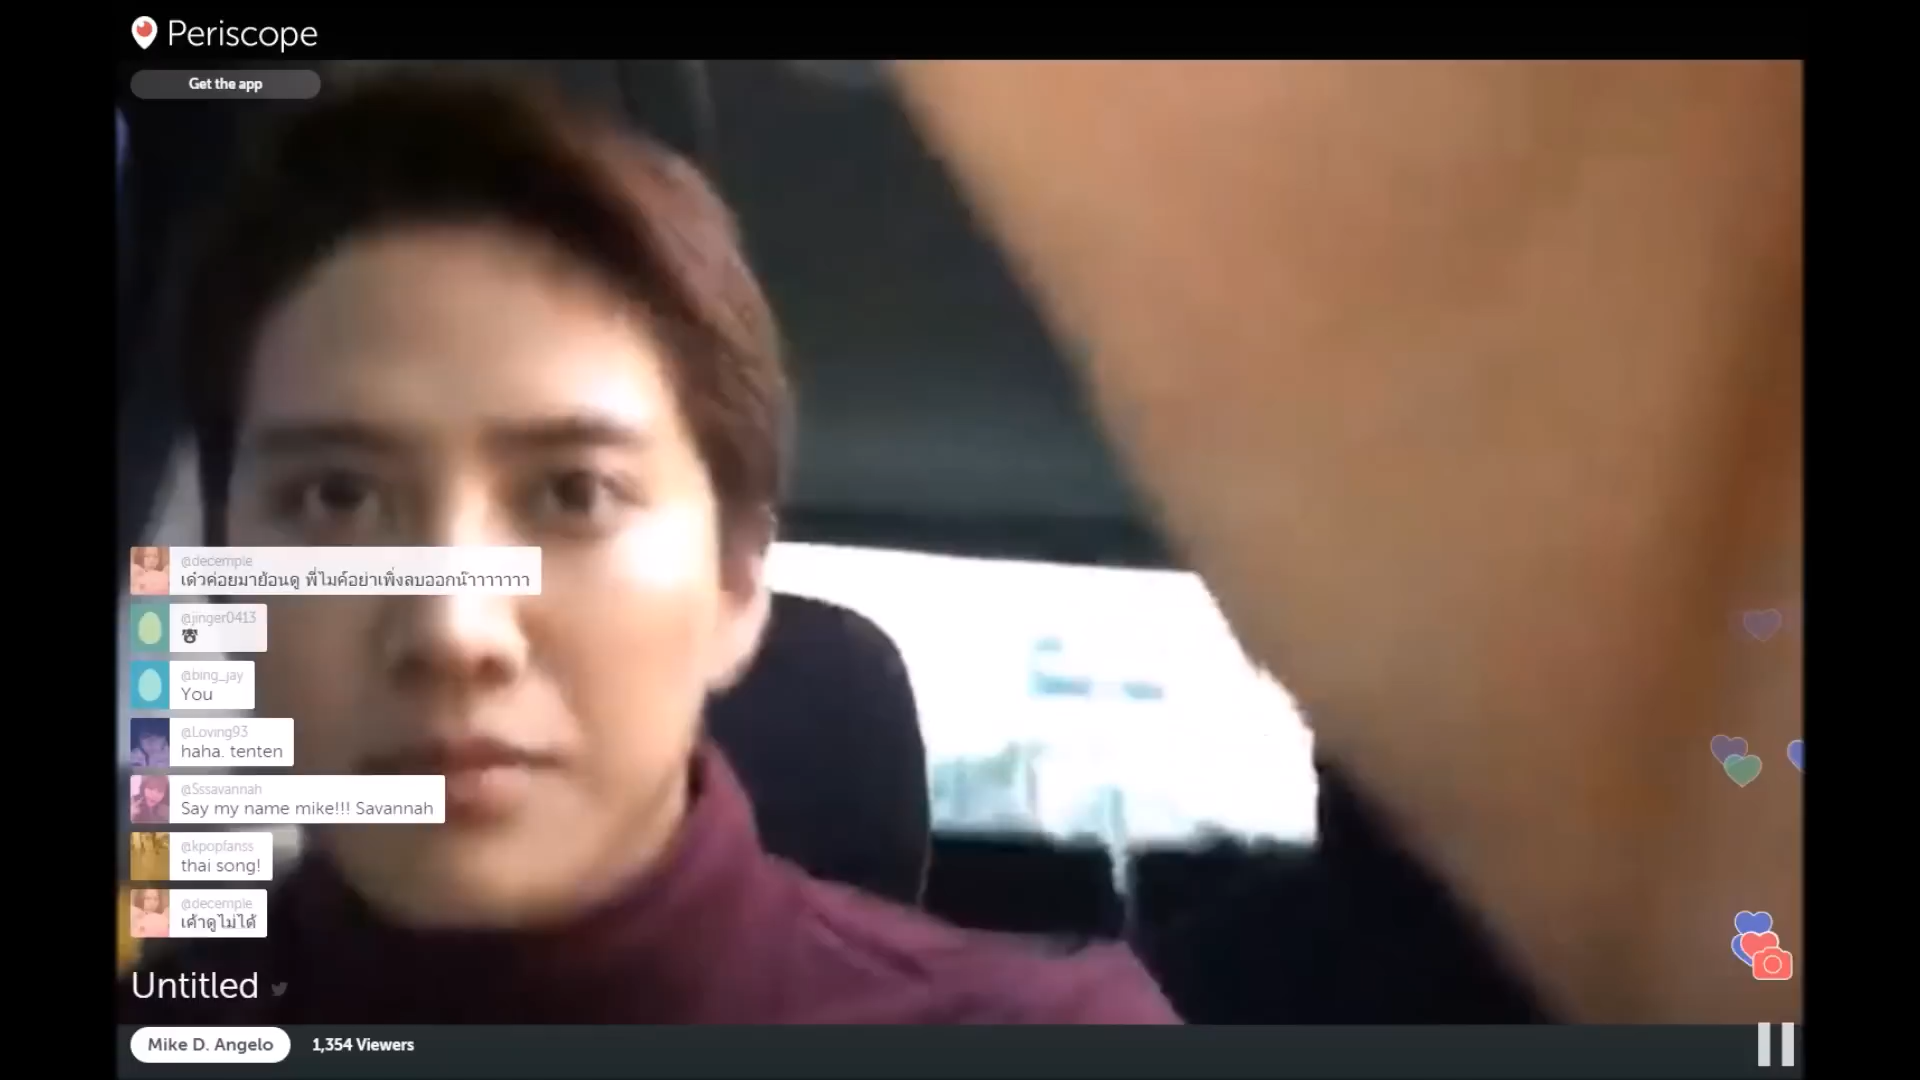 Periscope
Get the app
@decemple
เด๋วค่อยมาย้อนดู พี่ไมค์อย่าเพิ่งลบออกน๊าาาาาาา
@jinger0413
@bing_jay
You
@Loving93
haha. tenten
@Sssavannah
Say my name mike!!! Savannah
@kpopfanss
thai song!
@decemple
เค้าดูไม่ได้
Untitled
Mike D. Angelo
1,354 Viewers